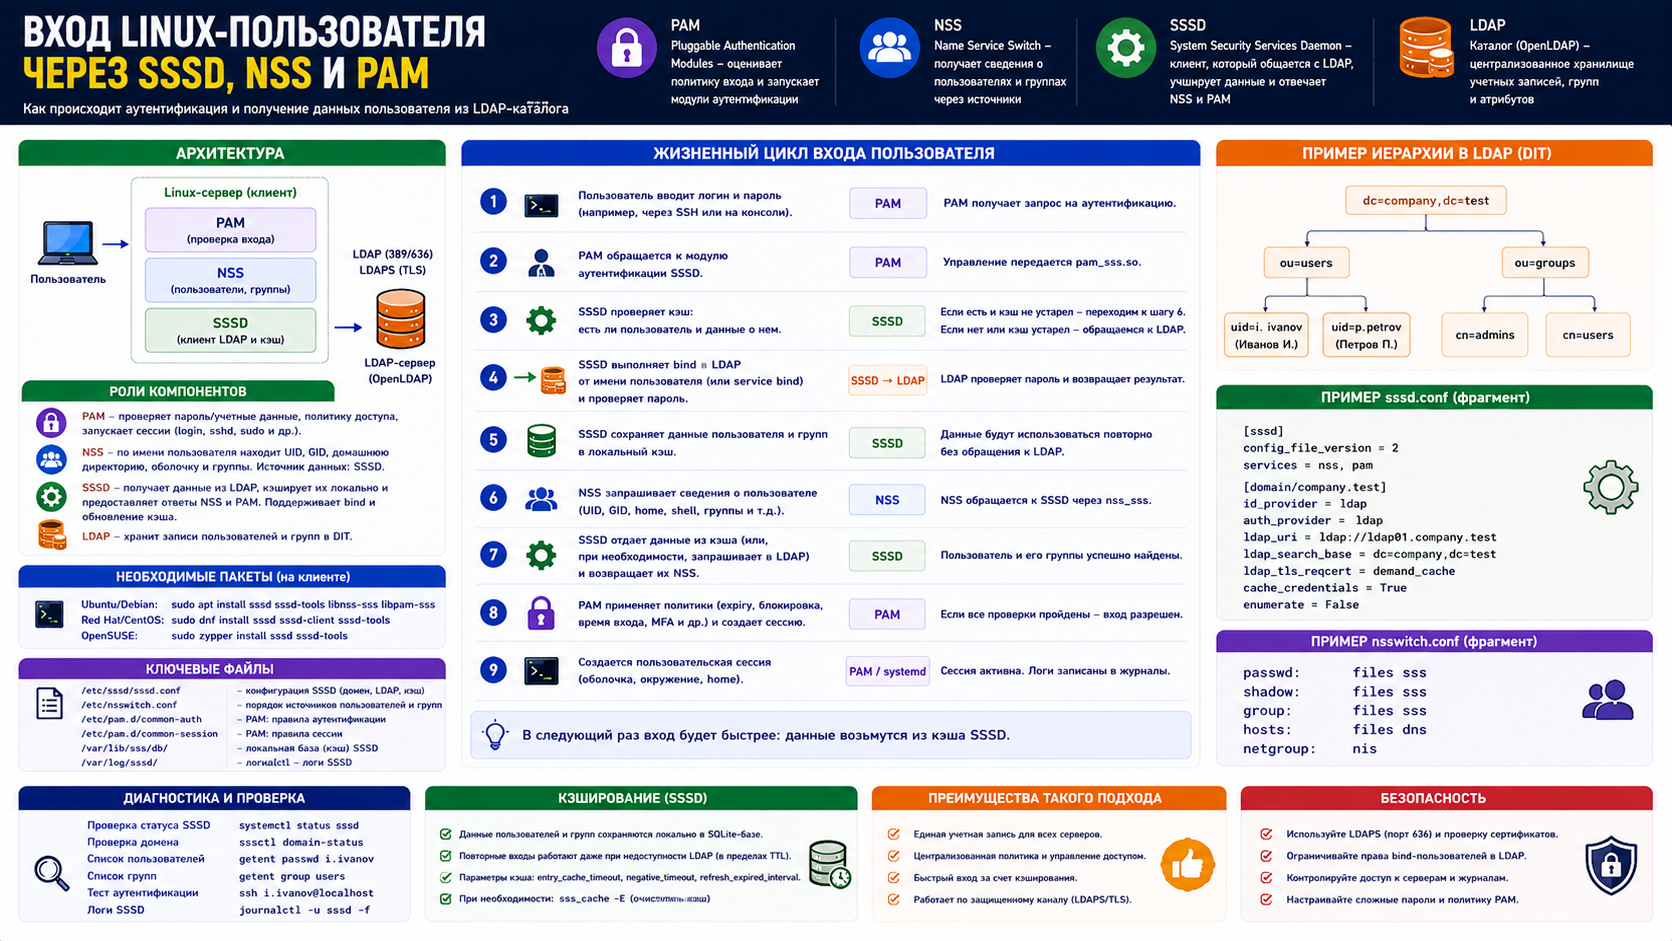 ВХОД LINUX-ПОЛЬЗОВАТЕЛЯ
ЧЕРЕЗ SSSD, NSS И PAM
Как происходит аутентификация и получение данных пользователя из LDAP-каталога
PAM
Pluggable Authentication
Modules – оценивает
политику входа и запускает
модули аутентификации
NSS
Name Service Switch –
получает сведения о
пользователях и группах
через источники
SSSD
System Security Services Daemon –
клиент, который общается с LDAP,
учширует данные и отвечает
NSS и PAM
LDAP
Каталог (OpenLDAP) –
централизованное хранилище
учетных записей, групп
и атрибутов
АРХИТЕКТУРА
Linux-сервер (клиент)
PAM
(проверка входа)
NSS
(пользователи, группы)
SSSD
(клиент LDAP и кэш)
Пользователь
LDAP (389/636)
LDAPS (TLS)
LDAP-сервер
(OpenLDAP)
РОЛИ КОМПОНЕНТОВ
PAM – проверяет пароль/учетные данные, политику доступа,
запускает сессии (login, sshd, sudo и др.).
NSS – по имени пользователя находит UID, GID, домашнюю
директорию, оболочку и группы. Источник данных: SSSD.
SSSD – получает данные из LDAP, кэширует их локально и
предоставляет ответы NSS и PAM. Поддерживает bind и
обновление кэша.
LDAP – хранит записи пользователей и групп в DIT.
НЕОБХОДИМЫЕ ПАКЕТЫ (на клиенте)
Ubuntu/Debian: sudo apt install sssd sssd-tools libnss-sss libpam-sss
Red Hat/CentOS: sudo dnf install sssd sssd-client sssd-tools
OpenSUSE: sudo zypper install sssd sssd-tools
КЛЮЧЕВЫЕ ФАЙЛЫ
/etc/sssd/sssd.conf – конфигурация SSSD (домен, LDAP, кэш)
/etc/nsswitch.conf – порядок источников пользователей и групп
/etc/pam.d/common-auth – PAM: правила аутентификации
/etc/pam.d/common-session – PAM: правила сессии
/var/lib/sss/db/ – локальная база (кэш) SSSD
/var/log/sssd/ – логи SSSD
ЖИЗНЕННЫЙ ЦИКЛ ВХОДА ПОЛЬЗОВАТЕЛЯ
1
Пользователь вводит логин и пароль
(например, через SSH или на консоли).
PAM
PAM получает запрос на аутентификацию.
2
PAM обращается к модулю
аутентификации SSSD.
PAM
Управление передается pam_sss.so.
3
SSSD проверяет кэш:
есть ли пользователь и данные о нем.
SSSD
Если есть и кэш не устарел – переходим к шагу 6.
Если нет или кэш устарел – обращаемся к LDAP.
4
SSSD выполняет bind в LDAP
от имени пользователя (или service bind)
и проверяет пароль.
SSSD → LDAP
LDAP проверяет пароль и возвращает результат.
5
SSSD сохраняет данные пользователя и групп
в локальный кэш.
SSSD
Данные будут использоваться повторно
без обращения к LDAP.
6
NSS запрашивает сведения о пользователе
(UID, GID, home, shell, группы и т.д.).
NSS
NSS обращается к SSSD через nss_sss.
7
SSSD отдает данные из кэша (или,
при необходимости, запрашивает в LDAP)
и возвращает их NSS.
SSSD
Пользователь и его группы успешно найдены.
8
PAM применяет политики (expiry, блокировка,
время входа, MFA и др.) и создает сессию.
PAM
Если все проверки пройдены – вход разрешен.
9
Создается пользовательская сессия
(оболочка, окружение, home).
PAM / systemd
Сессия активна. Логи записаны в журналы.
В следующий раз вход будет быстрее: данные возьмутся из кэша SSSD.
ПРИМЕР ИЕРАРХИИ В LDAP (DIT)
dc=company,dc=test
ou=users
ou=groups
uid=i. ivanov
(Иванов И.)
uid=p.petrov
(Петров П.)
cn=admins
cn=users
ПРИМЕР sssd.conf (фрагмент)
[sssd]
config_file_version = 2
services = nss, pam
[domain/company.test]
id_provider = ldap
auth_provider = ldap
ldap_uri = ldap://ldap01.company.test
ldap_search_base = dc=company,dc=test
ldap_tls_reqcert = demand_cache
cache_credentials = True
enumerate = False
ПРИМЕР nsswitch.conf (фрагмент)
passwd: files sss
shadow: files sss
group: files sss
hosts: files dns
netgroup: nis
ДИАГНОСТИКА И ПРОВЕРКА
Проверка статуса SSSD systemctl status sssd
Проверка домена sssctl domain-status
Список пользователей getent passwd i.ivanov
Список групп getent group users
Тест аутентификации ssh i.ivanov@localhost
Логи SSSD journalctl -u sssd -f
КЭШИРОВАНИЕ (SSSD)
Данные пользователей и групп сохраняются локально в SQLite-базе.
Повторные входы работают даже при недоступности LDAP (в пределах TTL).
Параметры кэша: entry_cache_timeout, negative_timeout, refresh_expired_interval.
При необходимости: sss_cache -E
ПРЕИМУЩЕСТВА ТАКОГО ПОДХОДА
Единая учетная запись для всех серверов.
Централизованная политика и управление доступом.
Быстрый вход за счет кэширования.
Работает по защищенному каналу (LDAPS/TLS).
БЕЗОПАСНОСТЬ
Используйте LDAPS (порт 636) и проверку сертификатов.
Ограничивайте права bind-пользователей в LDAP.
Контролируйте доступ к серверам и журналам.
Настраивайте сложные пароли и политику PAM.